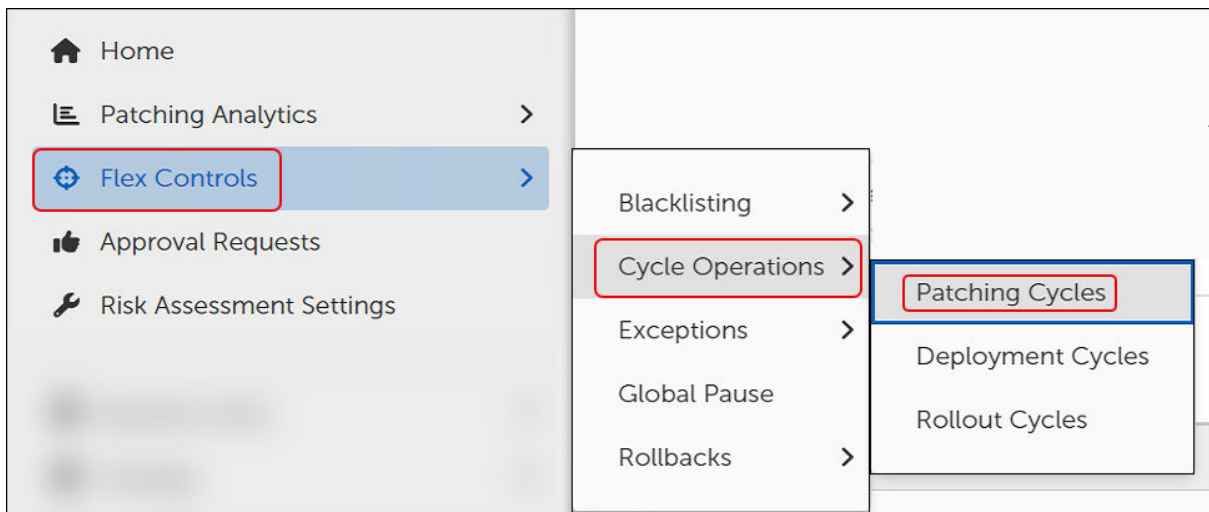 Home
Patching Analytics
Flex Controls
Approval Requests
Risk Assessment Settings
Blacklisting
Cycle Operations
Exceptions
Global Pause
Rollbacks
Patching Cycles
Deployment Cycles
Rollout Cycles